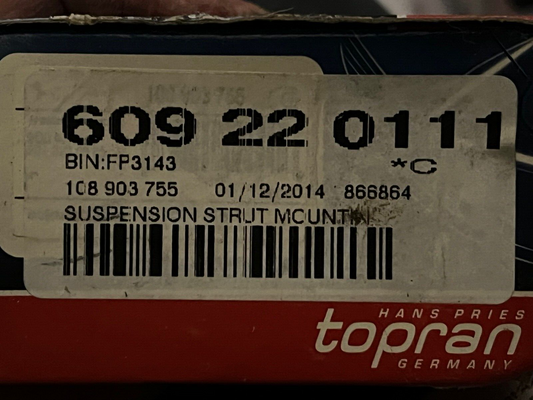 609 22 0111
BIN:FP3143 *C
108 903 755 01/12/2014 866864
SUSPENSION STRUT MOUNTIN
HANS PRIES
topran
GERMANY